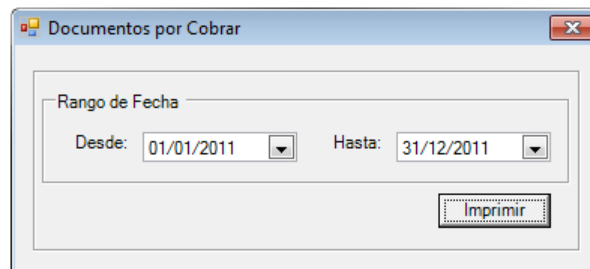 Documentos por Cobrar
Rango de Fecha
Desde: 01/01/2011 Hasta: 31/12/2011
Imprimir